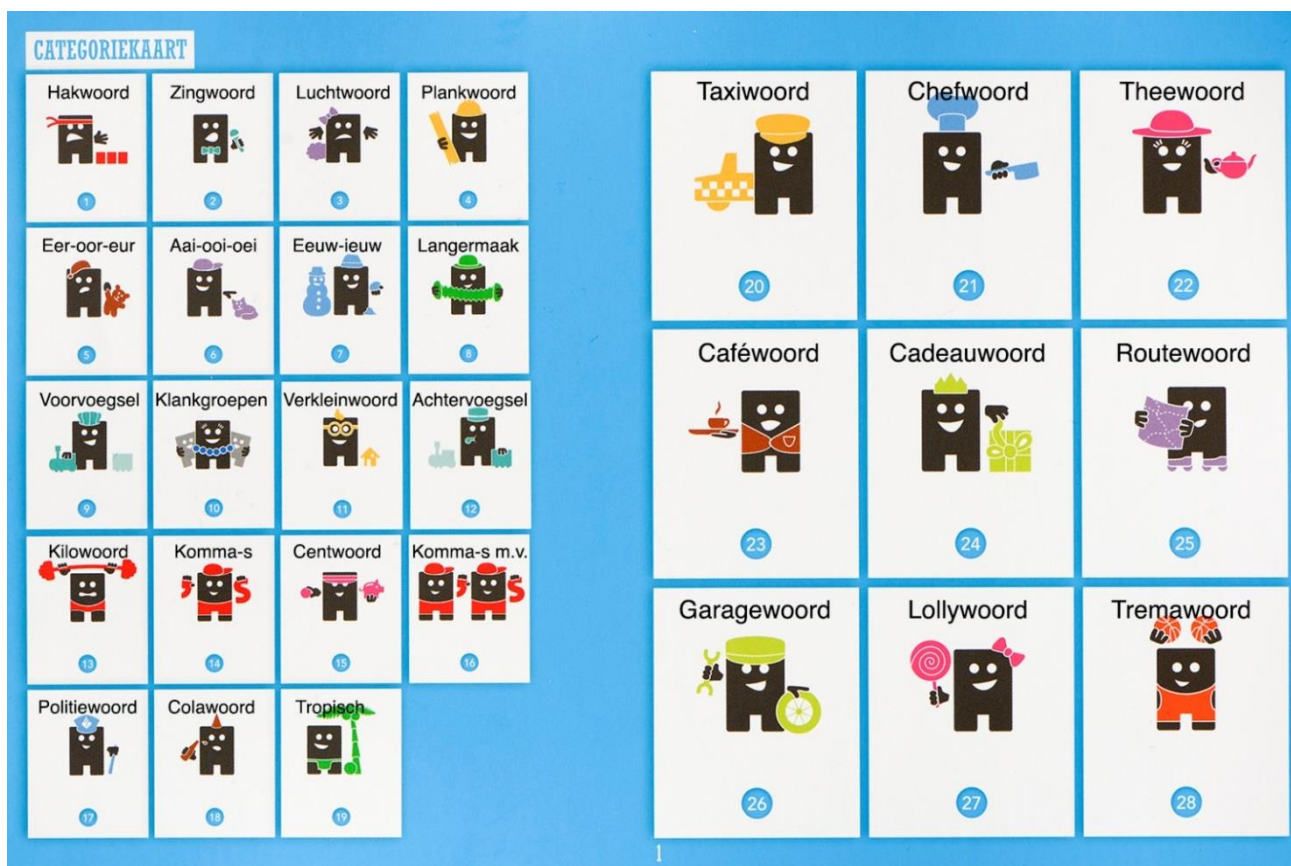 CATEGORIEKAART
Hakwoord
1
Zingwoord
2
Luchtwoord
3
Plankwoord
4
Eer-oor-eur
5
Aai-ooi-oei
6
Eeuw-ieuw
7
Langermaak
8
Voorvoegsel
9
Klankgroepen
10
Verkleinwoord
11
Achtervoegsel
12
Kilowoord
13
Komma-s
14
Centwoord
15
Komma-s m.v.
16
Politiewoord
17
Colawoord
18
Tropisch
19
Taxiwoord
20
Chefwoord
21
Theewoord
22
Caféwoord
23
Cadeauwoord
24
Routewoord
25
Garagewoord
26
Lollywoord
27
Tremawoord
28
1